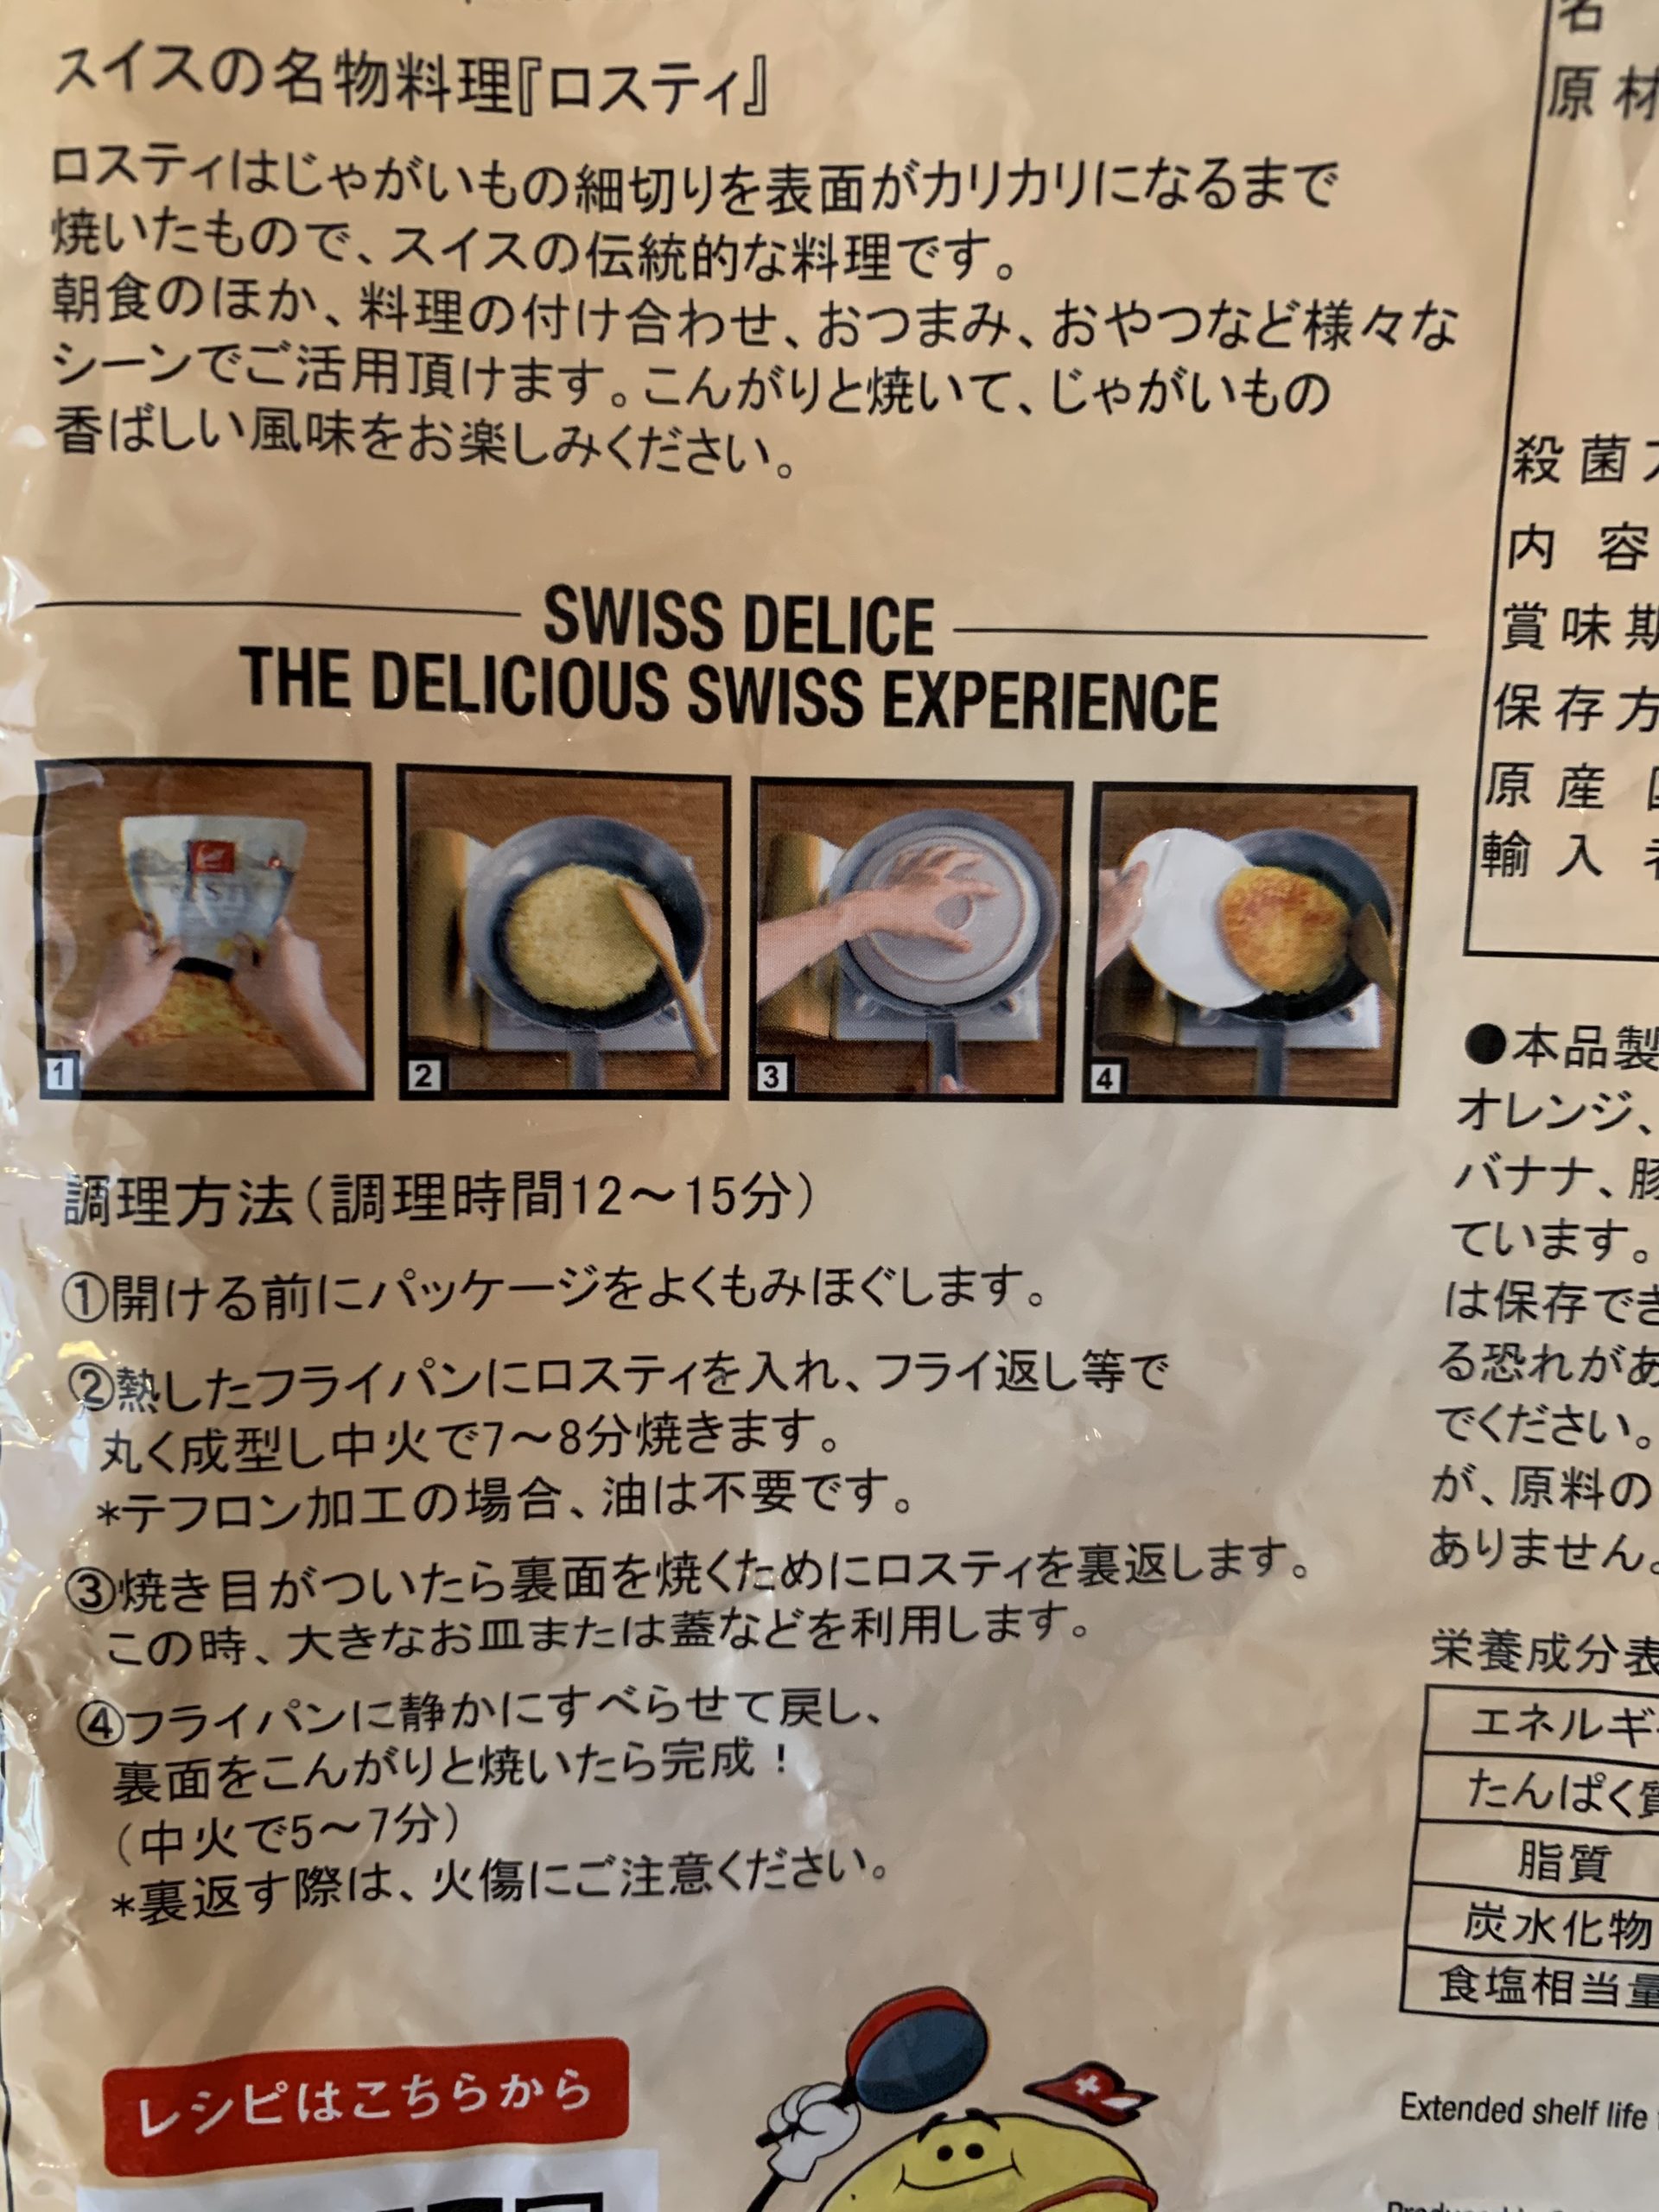 スイスの名物料理『ロスティ』
ロスティはじゃがいもの細切りを表面がカリカリになるまで
焼いたもので、スイスの伝統的な料理です。
朝食のほか、料理の付け合わせ、おつまみ、おやつなど様々な
シーンでご活用頂けます。こんがりと焼いて、じゃがいもの
香ばしい風味をお楽しみください。
SWISS DELICE
THE DELICIOUS SWISS EXPERIENCE
1
2
3
4
調理方法(調理時間12〜15分)
①開ける前にパッケージをよくもみほぐします。
②熱したフライパンにロスティを入れ、フライ返し等で
丸く成型し中火で7〜8分焼きます。
*テフロン加工の場合、油は不要です。
③焼き目がついたら裏面を焼くためにロスティを裏返します。
この時、大きなお皿または蓋などを利用します。
④フライパンに静かにすべらせて戻し、
裏面をこんがりと焼いたら完成！
(中火で5〜7分)
*裏返す際は、火傷にご注意ください。
レシピはこちらから
名
原材
殺菌
内容
賞味期
保存方
原産
輸入
●本品製
オレンジ、
バナナ、豚
ています。
は保存でき
る恐れがあ
でください。
が、原料の
ありません。
栄養成分表
エネルギ
たんぱく質
脂質
炭水化物
食塩相当量
Extended shelf life